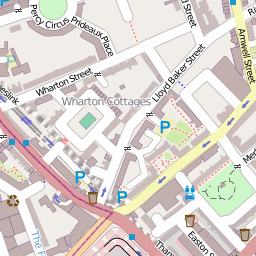 Percy Circus
Prideaux Place
Wharton Street
Wharton Cottages
Lloyd Baker Street
Amwell Street
P
P
P
Easton S